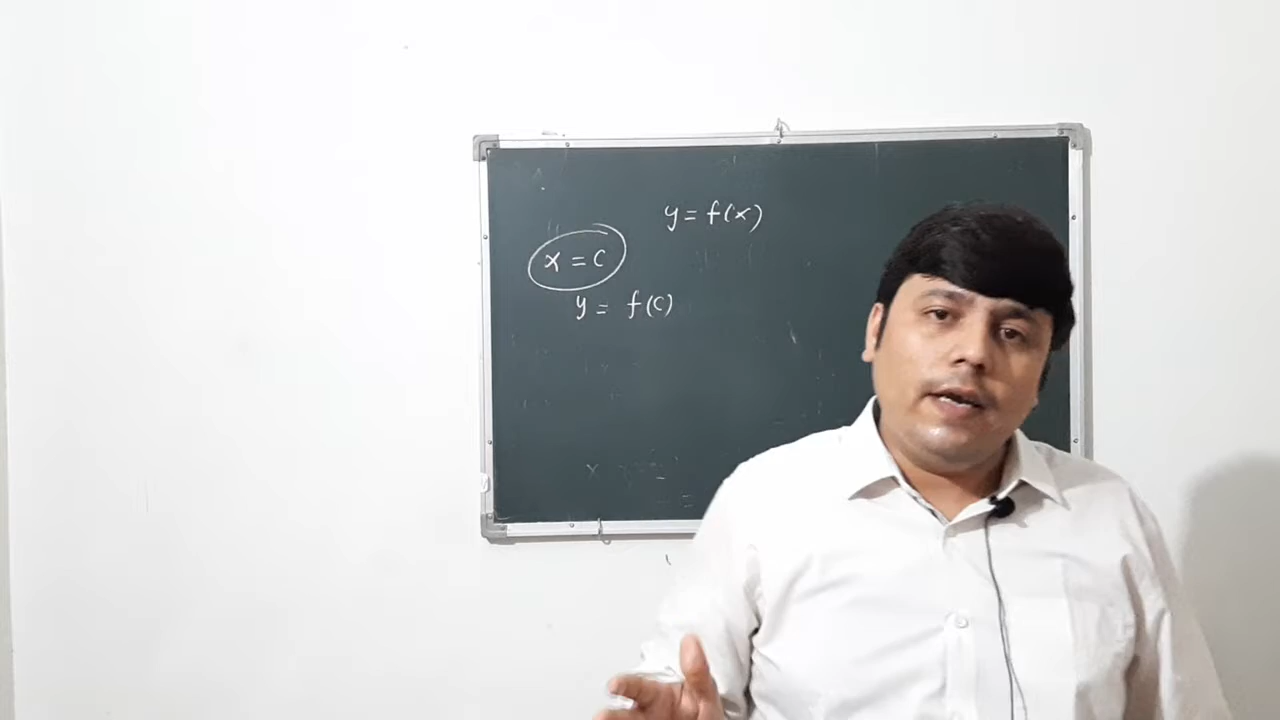 y = f(x)
x = c
y = f(c)